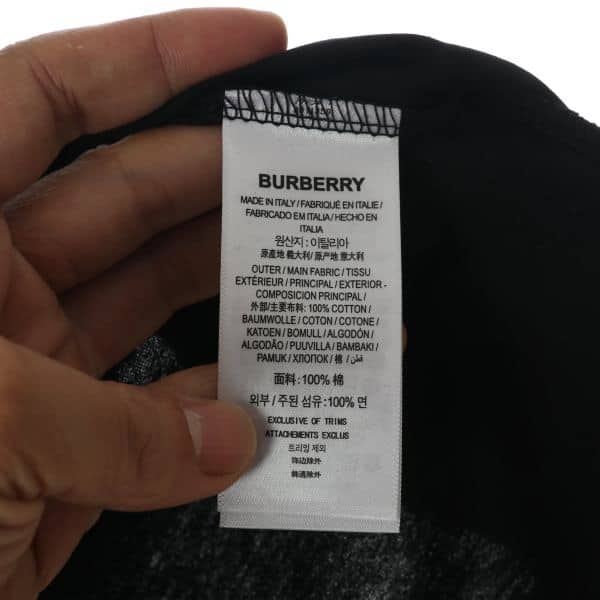 BURBERRY
MADE IN ITALY / FABRIQUÉ EN ITALIE /
FABRICADO EM ITALIA / HECHO EN
ITALIA
원산지 : 이탈리아
原產地 義大利/ 原产地 意大利
OUTER / MAIN FABRIC / TISSU
EXTÉRIEUR / PRINCIPAL / EXTERIOR -
COMPOSICION PRINCIPAL /
外部/主要布料: 100% COTTON /
BAUMWOLLE / COTON / COTONE /
KATOEN / BOMULL / ALGODÓN /
ALGODÃO / PUUVILLA / BAMBAKI /
PAMUK / ХЛОПОК / 棉 / قطن
面料: 100% 棉
외부 / 주된 섬유: 100% 면
EXCLUSIVE OF TRIMS
ATTACHEMENTS EXCLUS
트리밍 제외
饰边除外